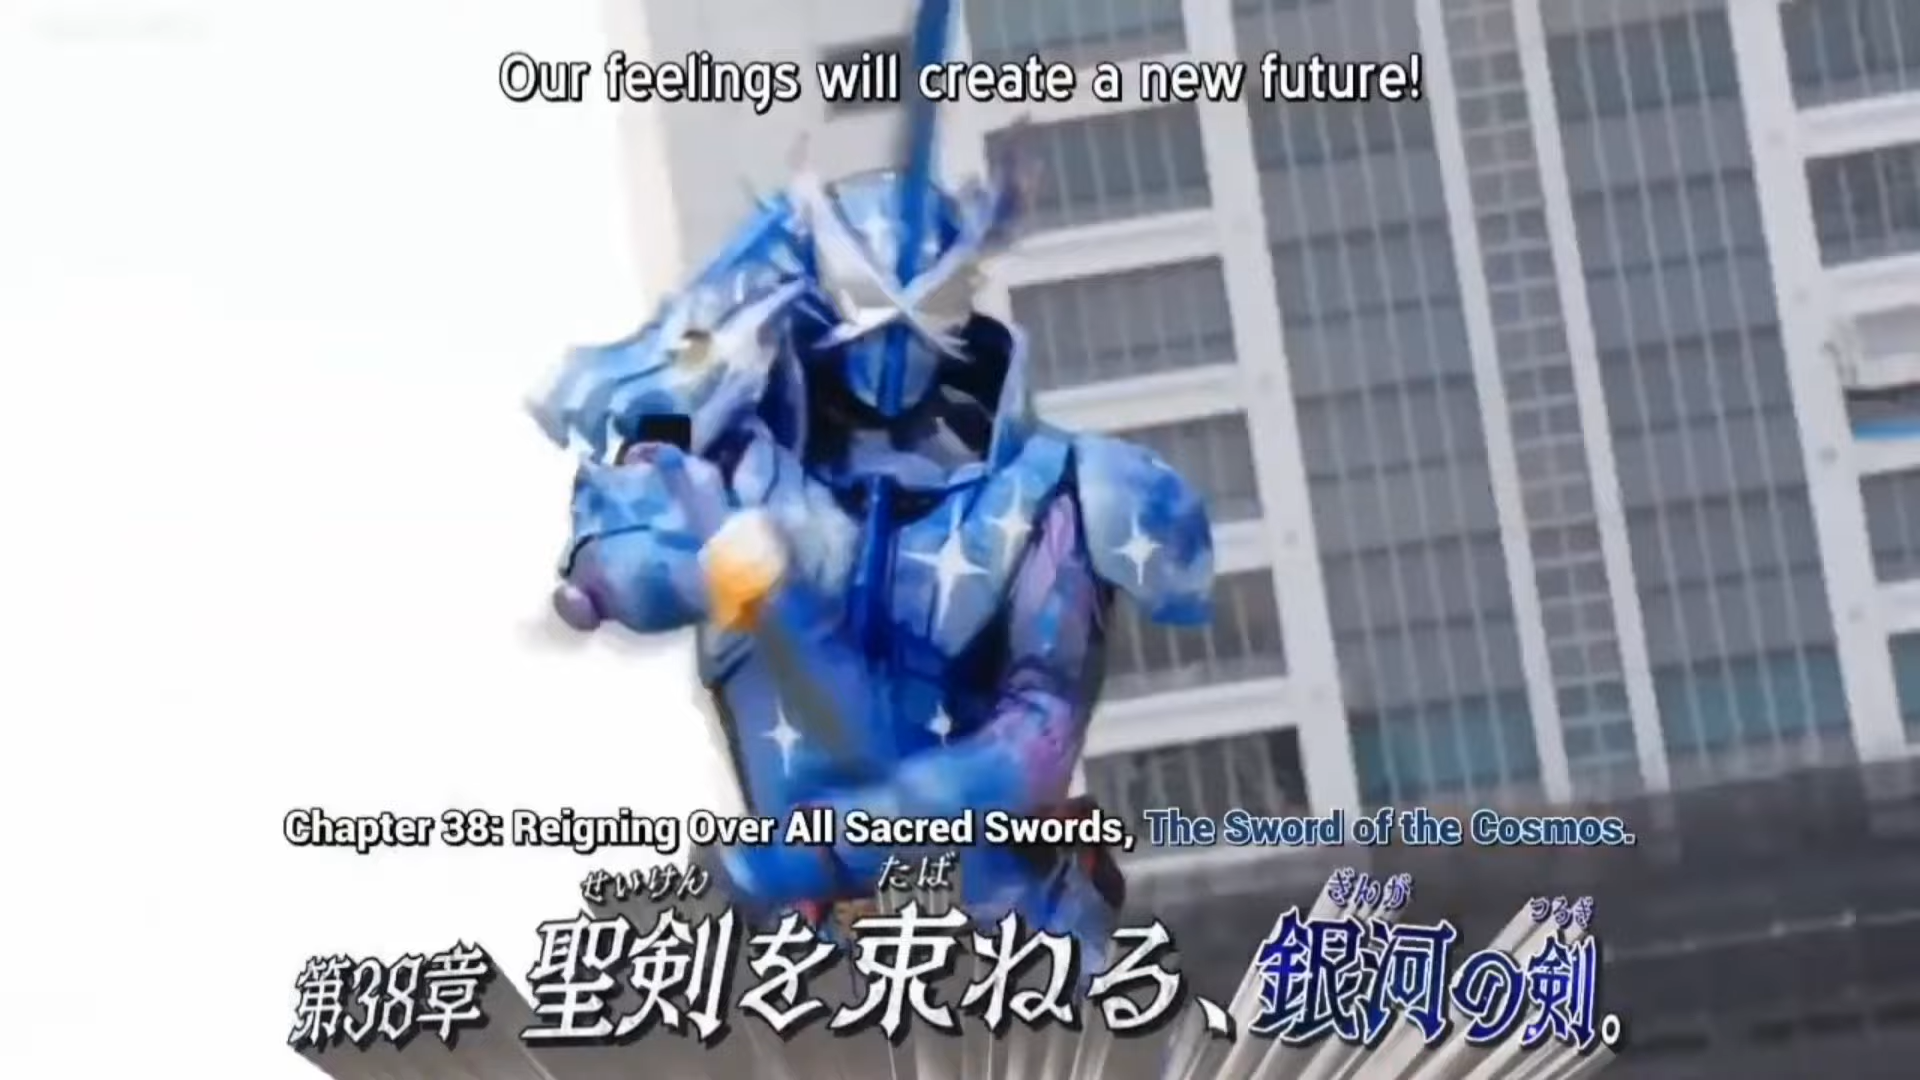 Our feelings will create a new future!
Chapter 38: Reigning Over All Sacred Swords, The Sword of the Cosmos.
せいけん たば ぎんが つるぎ
第38章 聖剣を束ねる、銀河の剣。